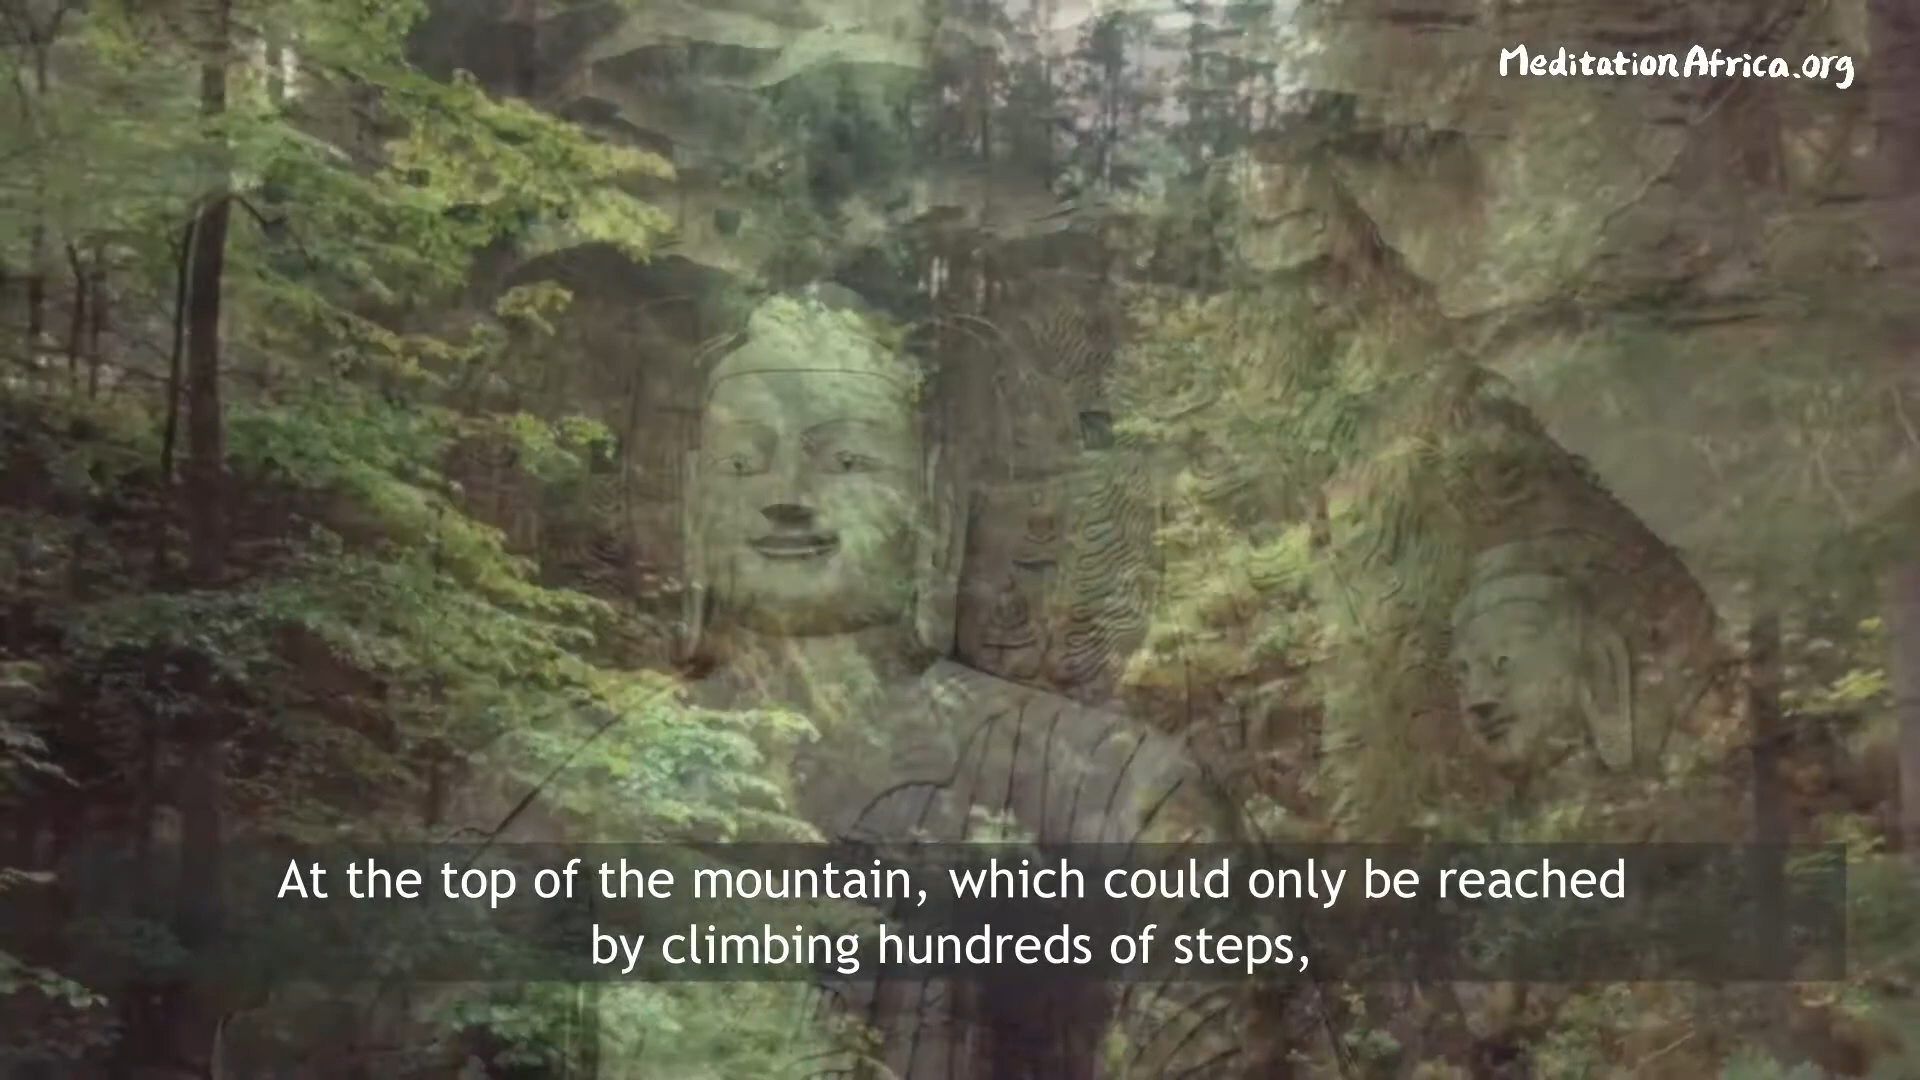 MeditationAfrica.org
At the top of the mountain, which could only be reached
by climbing hundreds of steps,